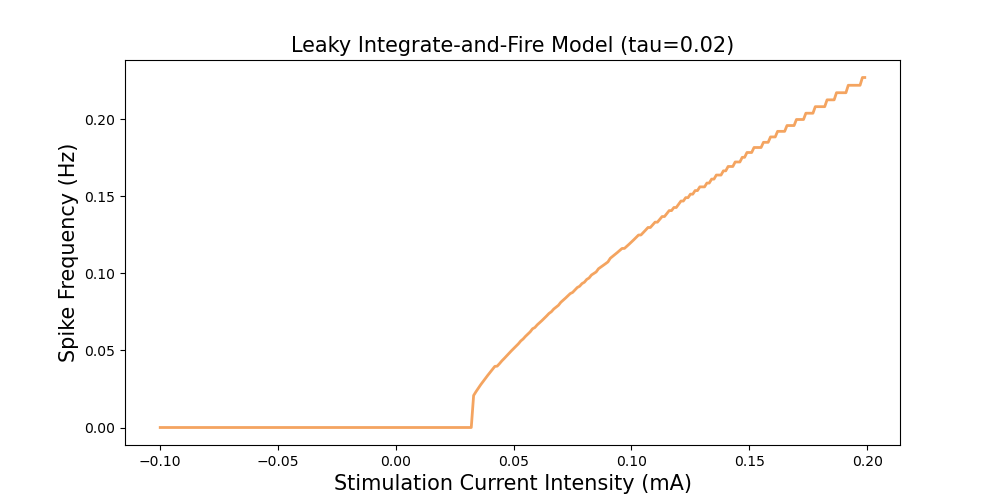 Leaky Integrate-and-Fire Model (tau=0.02)
Spike Frequency (Hz)
0.20
0.15
0.10
0.05
0.00
−0.10 −0.05 0.00 0.05 0.10 0.15 0.20
Stimulation Current Intensity (mA)